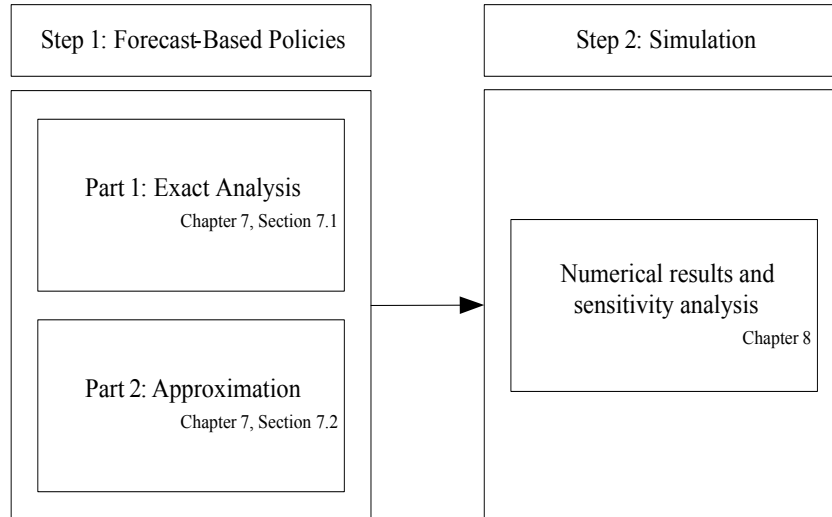 Step 1: Forecast-Based Policies
Part 1: Exact Analysis
Chapter 7, Section 7.1
Part 2: Approximation
Chapter 7, Section 7.2
Step 2: Simulation
Numerical results and
sensitivity analysis
Chapter 8